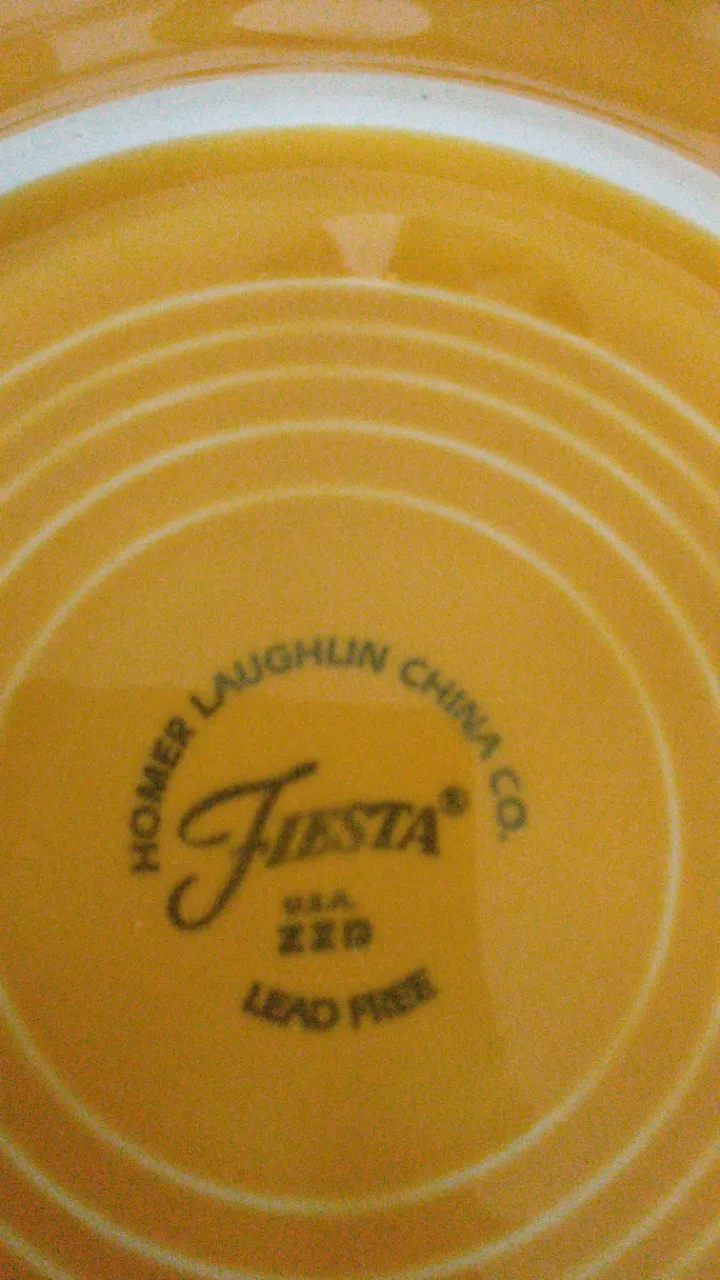 HOMER LAUGHLIN CHINA CO.
FIESTA®
U.S.A.
LEAD FREE